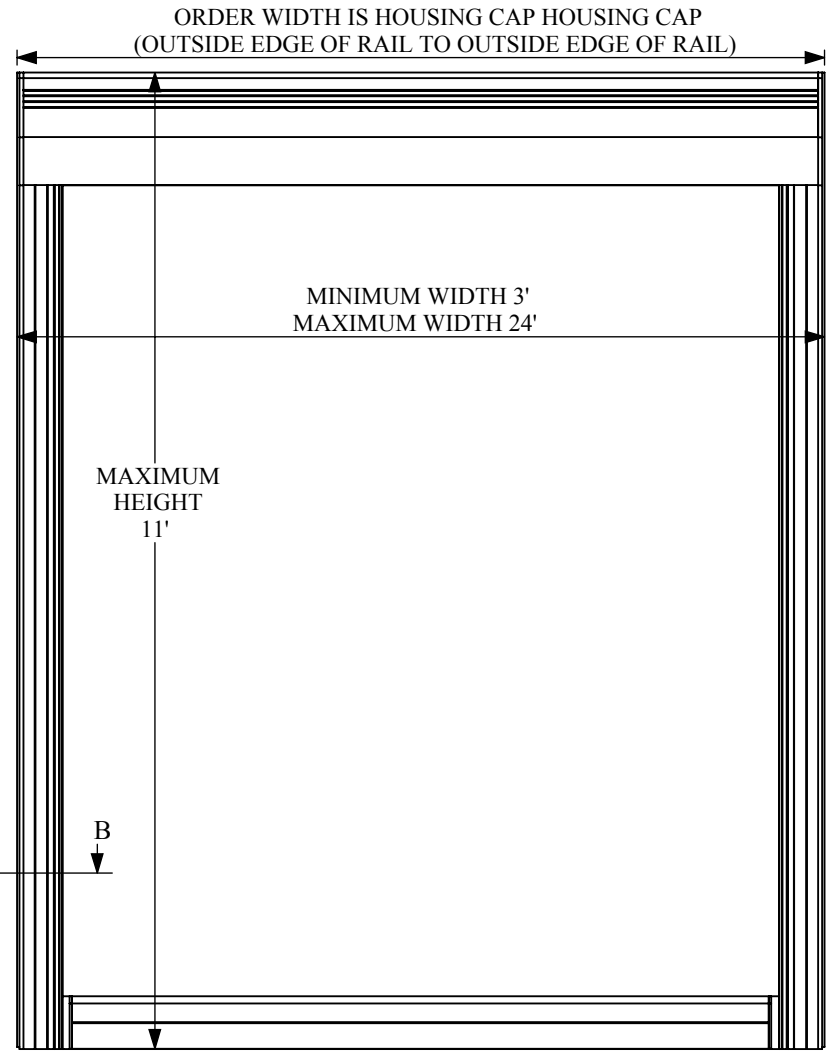 ORDER WIDTH IS HOUSING CAP HOUSING CAP
(OUTSIDE EDGE OF RAIL TO OUTSIDE EDGE OF RAIL)
MINIMUM WIDTH 3'
MAXIMUM WIDTH 24'
MAXIMUM
HEIGHT
11'
B